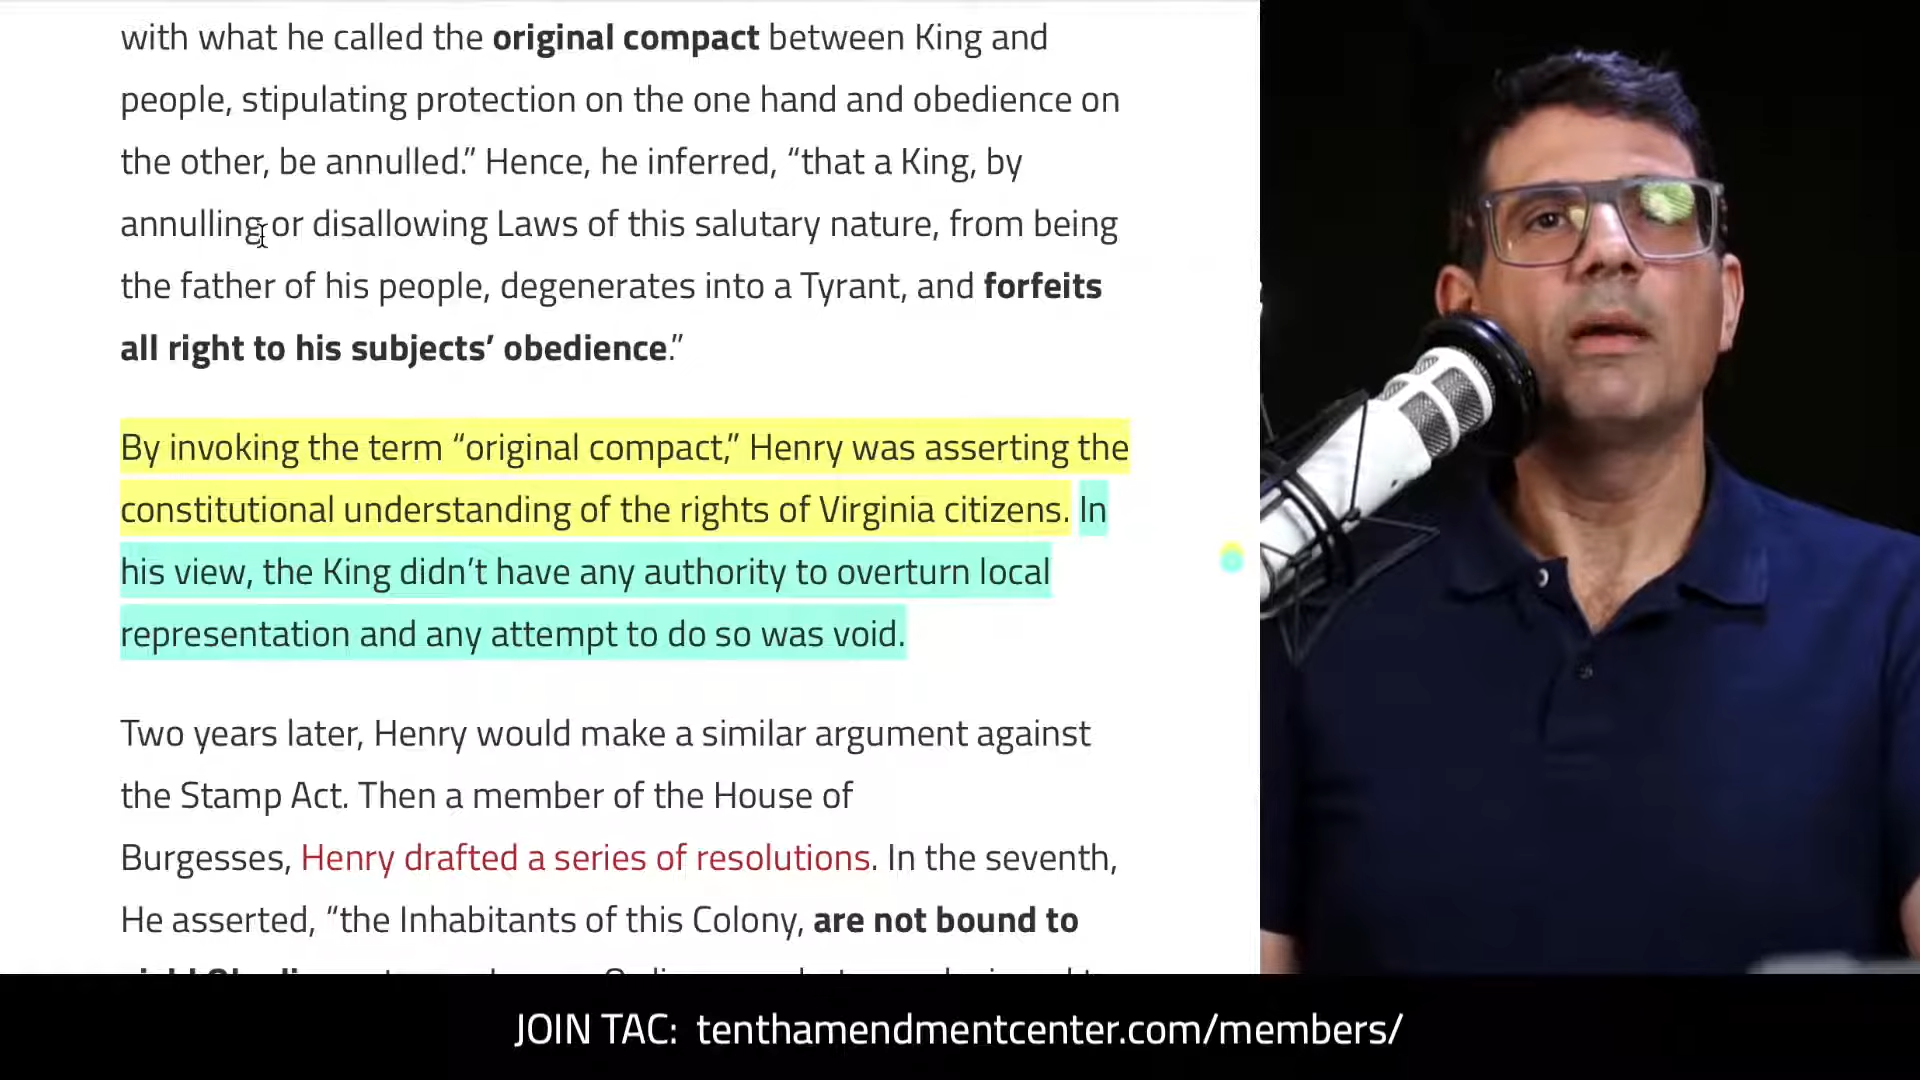 with what he called the original compact between King and
people, stipulating protection on the one hand and obedience on
the other, be annulled.” Hence, he inferred, “that a King, by
annulling or disallowing Laws of this salutary nature, from being
the father of his people, degenerates into a Tyrant, and forfeits
all right to his subjects’ obedience.”
By invoking the term “original compact,” Henry was asserting the
constitutional understanding of the rights of Virginia citizens. In
his view, the King didn’t have any authority to overturn local
representation and any attempt to do so was void.
Two years later, Henry would make a similar argument against
the Stamp Act. Then a member of the House of
Burgesses, Henry drafted a series of resolutions. In the seventh,
He asserted, “the Inhabitants of this Colony, are not bound to
JOIN TAC: tenthamendmentcenter.com/members/